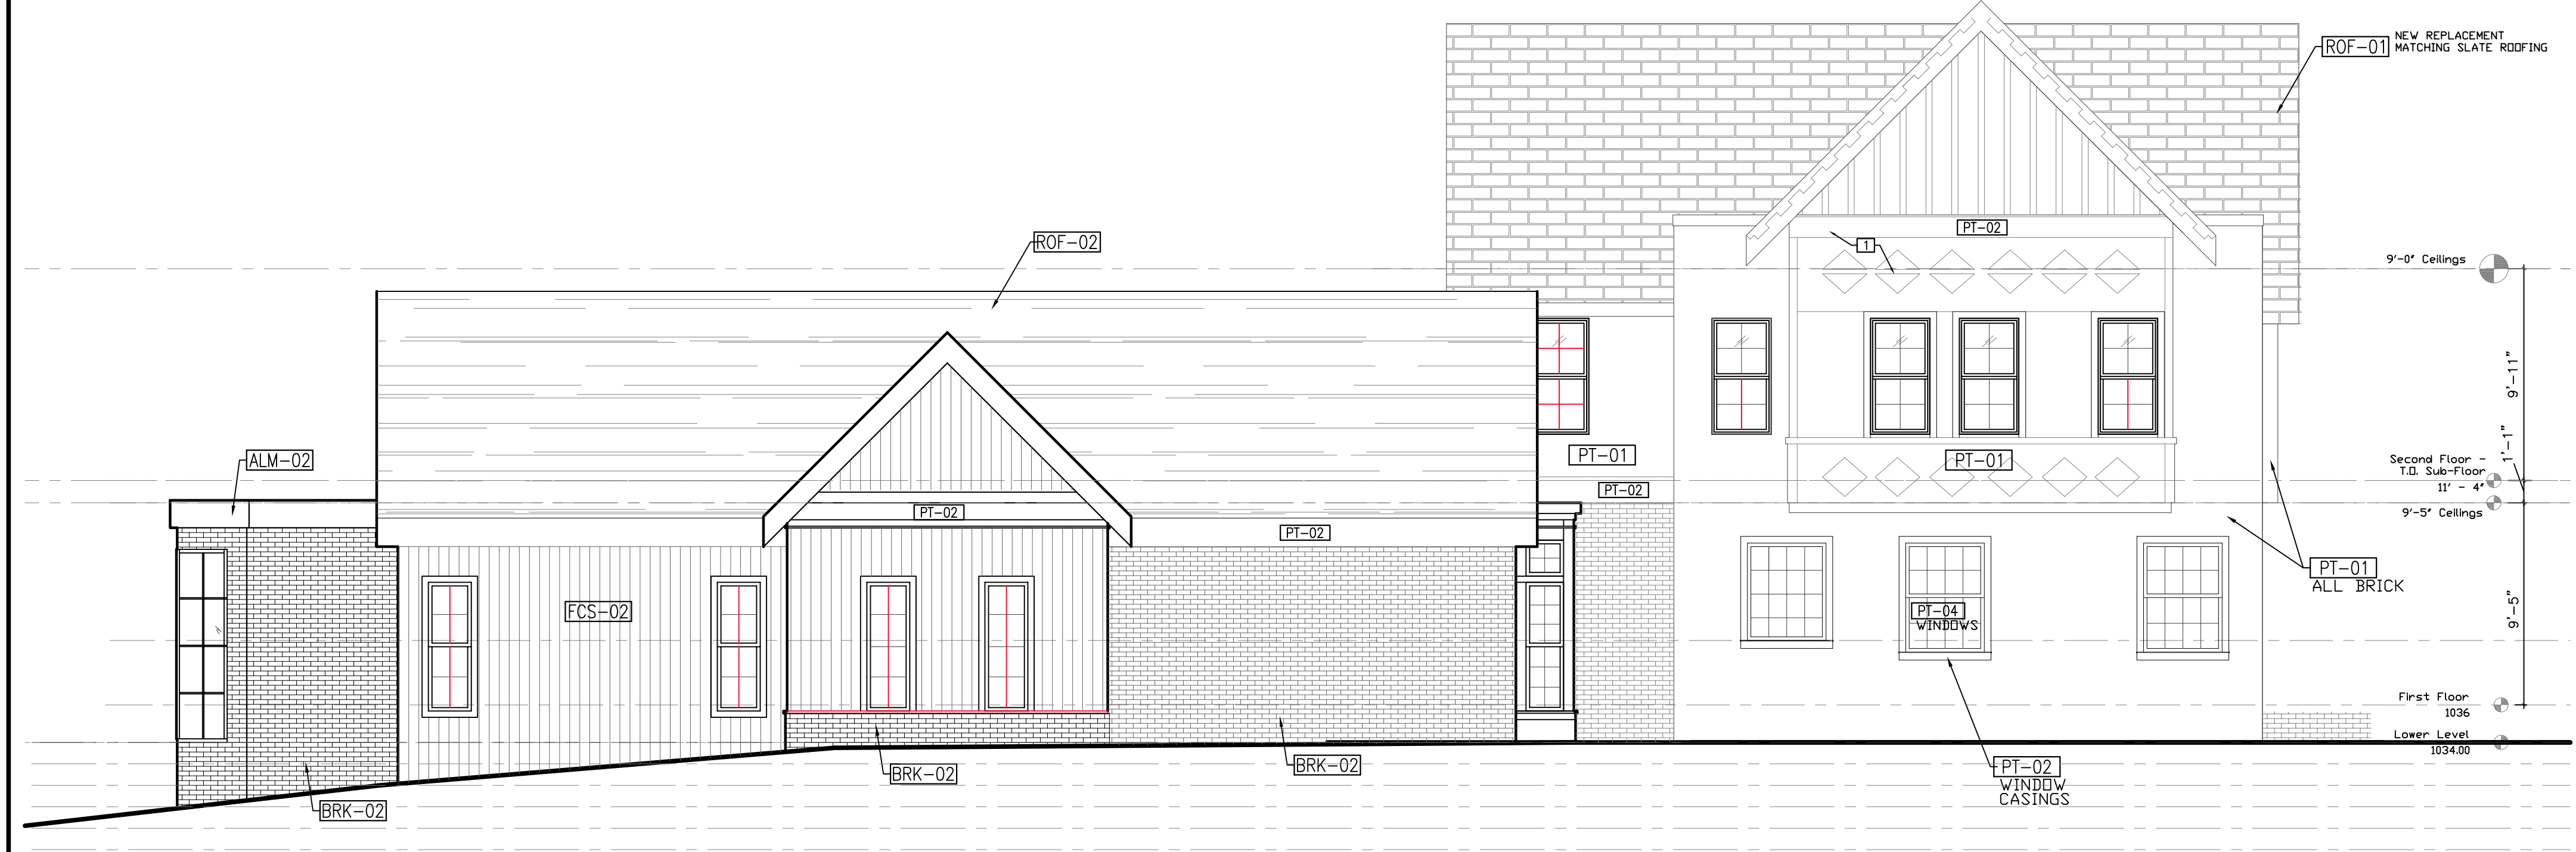 NEW REPLACEMENT
ROF-01 MATCHING SLATE ROOFING
PT-02
1
ROF-02
9'-0" Ceilings
9'-11"
ALM-02
PT-01
PT-01
Second Floor -
T.O. Sub-Floor
11' - 4"
1'-1"
PT-02
9'-5" Ceilings
PT-02
PT-02
PT-01
ALL BRICK
FCS-02
PT-04
WINDOWS
9'-5"
First Floor
1036
Lower Level
1034.00
BRK-02
BRK-02
BRK-02
PT-02
WINDOW
CASINGS